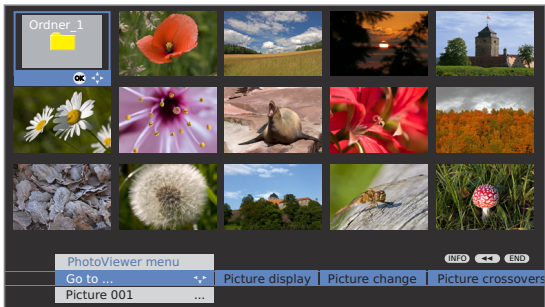 Ordner_1
OK
INFO
END
PhotoViewer menu
Go to ...
Picture display
Picture change
Picture crossovers
Picture 001 ...